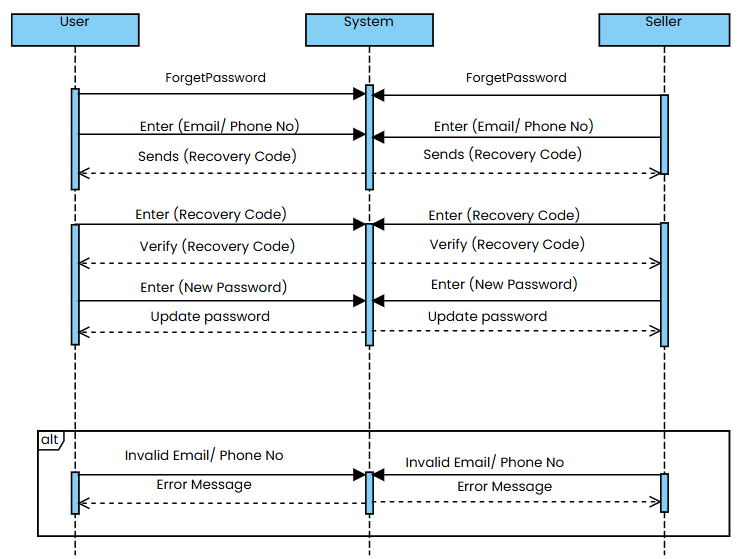 User
System
Seller
ForgetPassword
ForgetPassword
Enter (Email/ Phone No)
Enter (Email/ Phone No)
Sends (Recovery Code)
Sends (Recovery Code)
Enter (Recovery Code)
Enter (Recovery Code)
Verify (Recovery Code)
Verify (Recovery Code)
Enter (New Password)
Enter (New Password)
Update password
Update password
alt
Invalid Email/ Phone No
Invalid Email/ Phone No
Error Message
Error Message